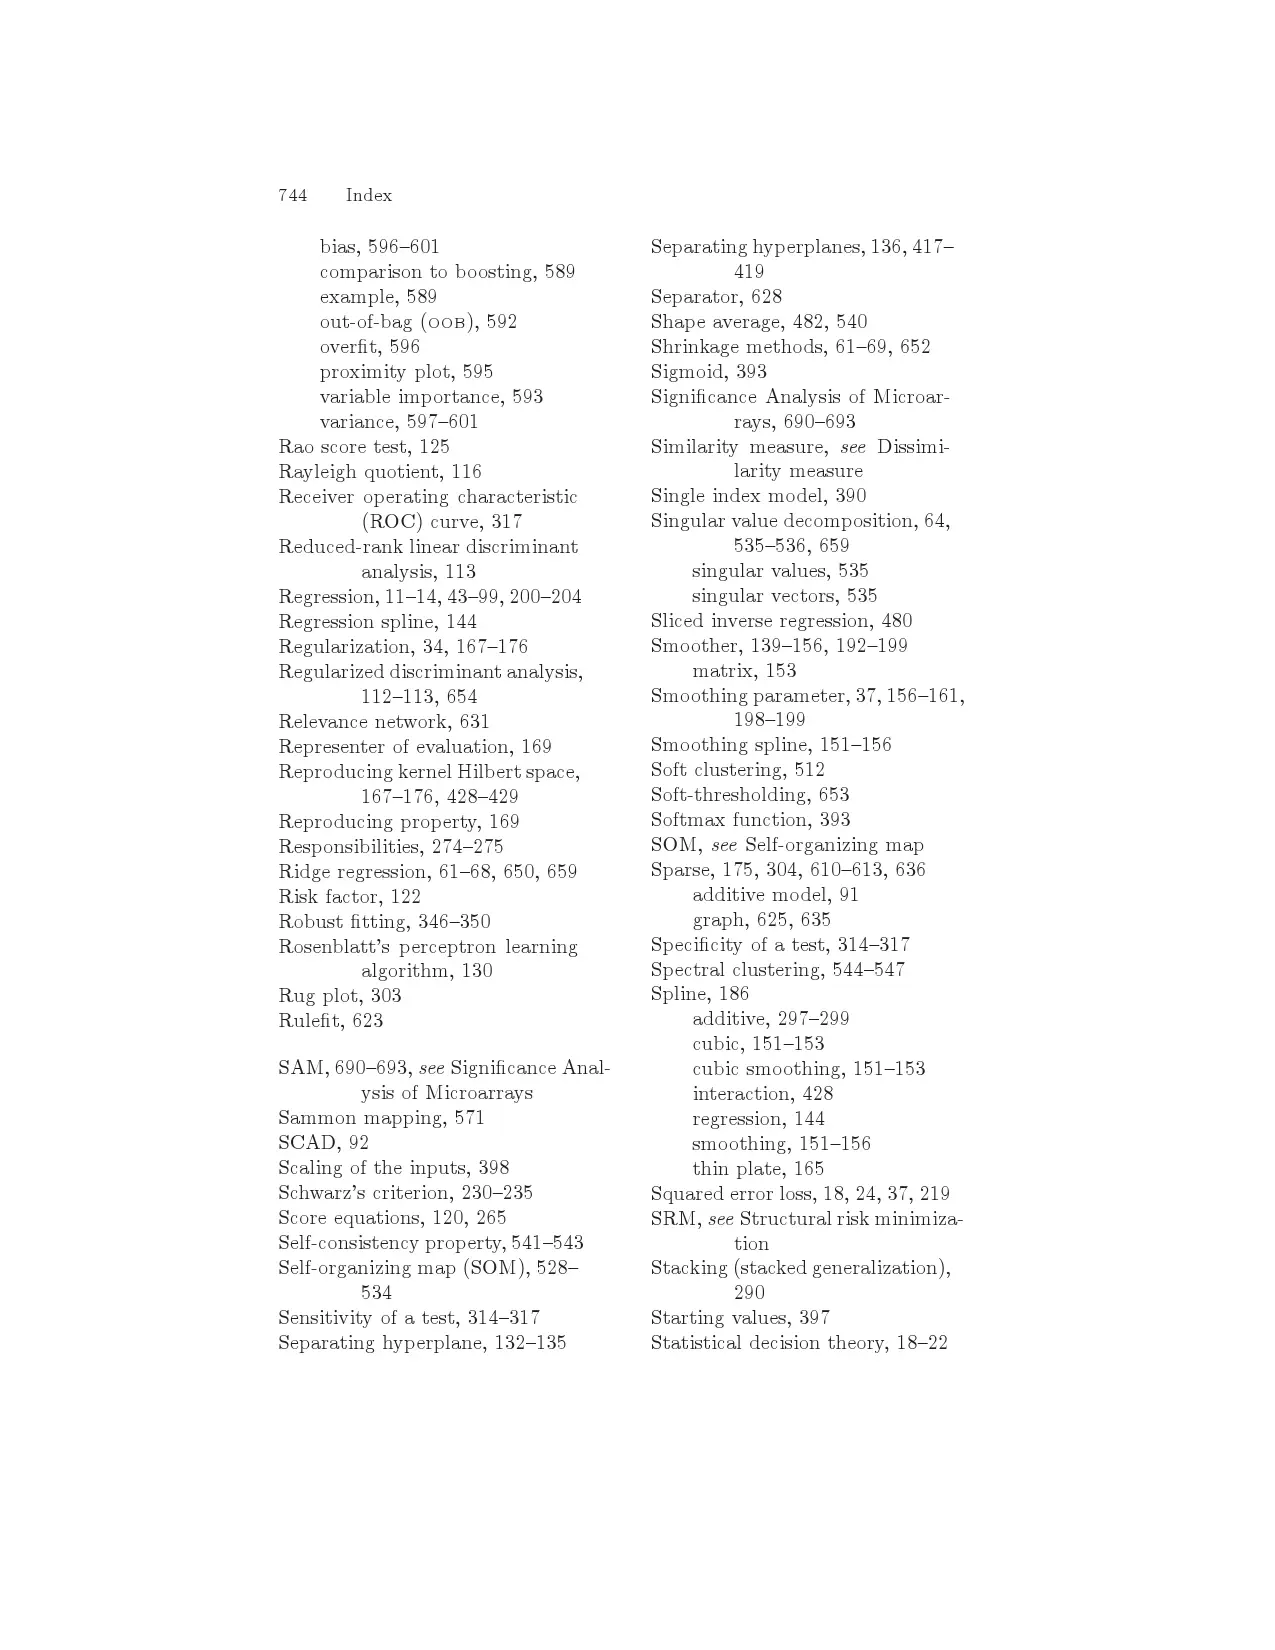 744 Index
bias, 596–601
comparison to boosting, 589
example, 589
out-of-bag (OOB), 592
overfit, 596
proximity plot, 595
variable importance, 593
variance, 597–601
Rao score test, 125
Rayleigh quotient, 116
Receiver operating characteristic
(ROC) curve, 317
Reduced-rank linear discriminant
analysis, 113
Regression, 11–14, 43–99, 200–204
Regression spline, 144
Regularization, 34, 167–176
Regularized discriminant analysis,
112–113, 654
Relevance network, 631
Representer of evaluation, 169
Reproducing kernel Hilbert space,
167–176, 428–429
Reproducing property, 169
Responsibilities, 274–275
Ridge regression, 61–68, 650, 659
Risk factor, 122
Robust fitting, 346–350
Rosenblatt's perceptron learning
algorithm, 130
Rug plot, 303
Rulefit, 623
SAM, 690–693, see Significance Anal-
ysis of Microarrays
Sammon mapping, 571
SCAD, 92
Scaling of the inputs, 398
Schwarz's criterion, 230–235
Score equations, 120, 265
Self-consistency property, 541–543
Self-organizing map (SOM), 528–
534
Sensitivity of a test, 314–317
Separating hyperplane, 132–135
Separating hyperplanes, 136, 417–
419
Separator, 628
Shape average, 482, 540
Shrinkage methods, 61–69, 652
Sigmoid, 393
Significance Analysis of Microar-
rays, 690–693
Similarity measure, see Dissimi-
larity measure
Single index model, 390
Singular value decomposition, 64,
535–536, 659
singular values, 535
singular vectors, 535
Sliced inverse regression, 480
Smoother, 139–156, 192–199
matrix, 153
Smoothing parameter, 37, 156–161,
198–199
Smoothing spline, 151–156
Soft clustering, 512
Soft-thresholding, 653
Softmax function, 393
SOM, see Self-organizing map
Sparse, 175, 304, 610–613, 636
additive model, 91
graph, 625, 635
Specificity of a test, 314–317
Spectral clustering, 544–547
Spline, 186
additive, 297–299
cubic, 151–153
cubic smoothing, 151–153
interaction, 428
regression, 144
smoothing, 151–156
thin plate, 165
Squared error loss, 18, 24, 37, 219
SRM, see Structural risk minimiza-
tion
Stacking (stacked generalization),
290
Starting values, 397
Statistical decision theory, 18–22